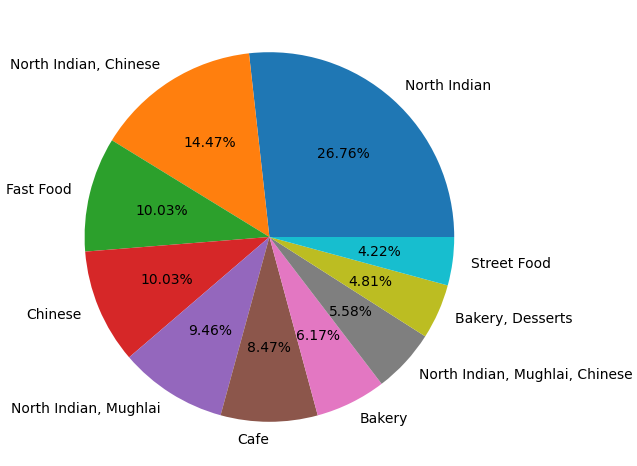 North Indian, Chinese
North Indian
14.47%
26.76%
Fast Food
10.03%
4.22%
Street Food
Chinese
10.03%
4.81%
Bakery, Desserts
9.46%
8.47%
6.17%
5.58%
North Indian, Mughlai, Chinese
North Indian, Mughlai
Cafe
Bakery